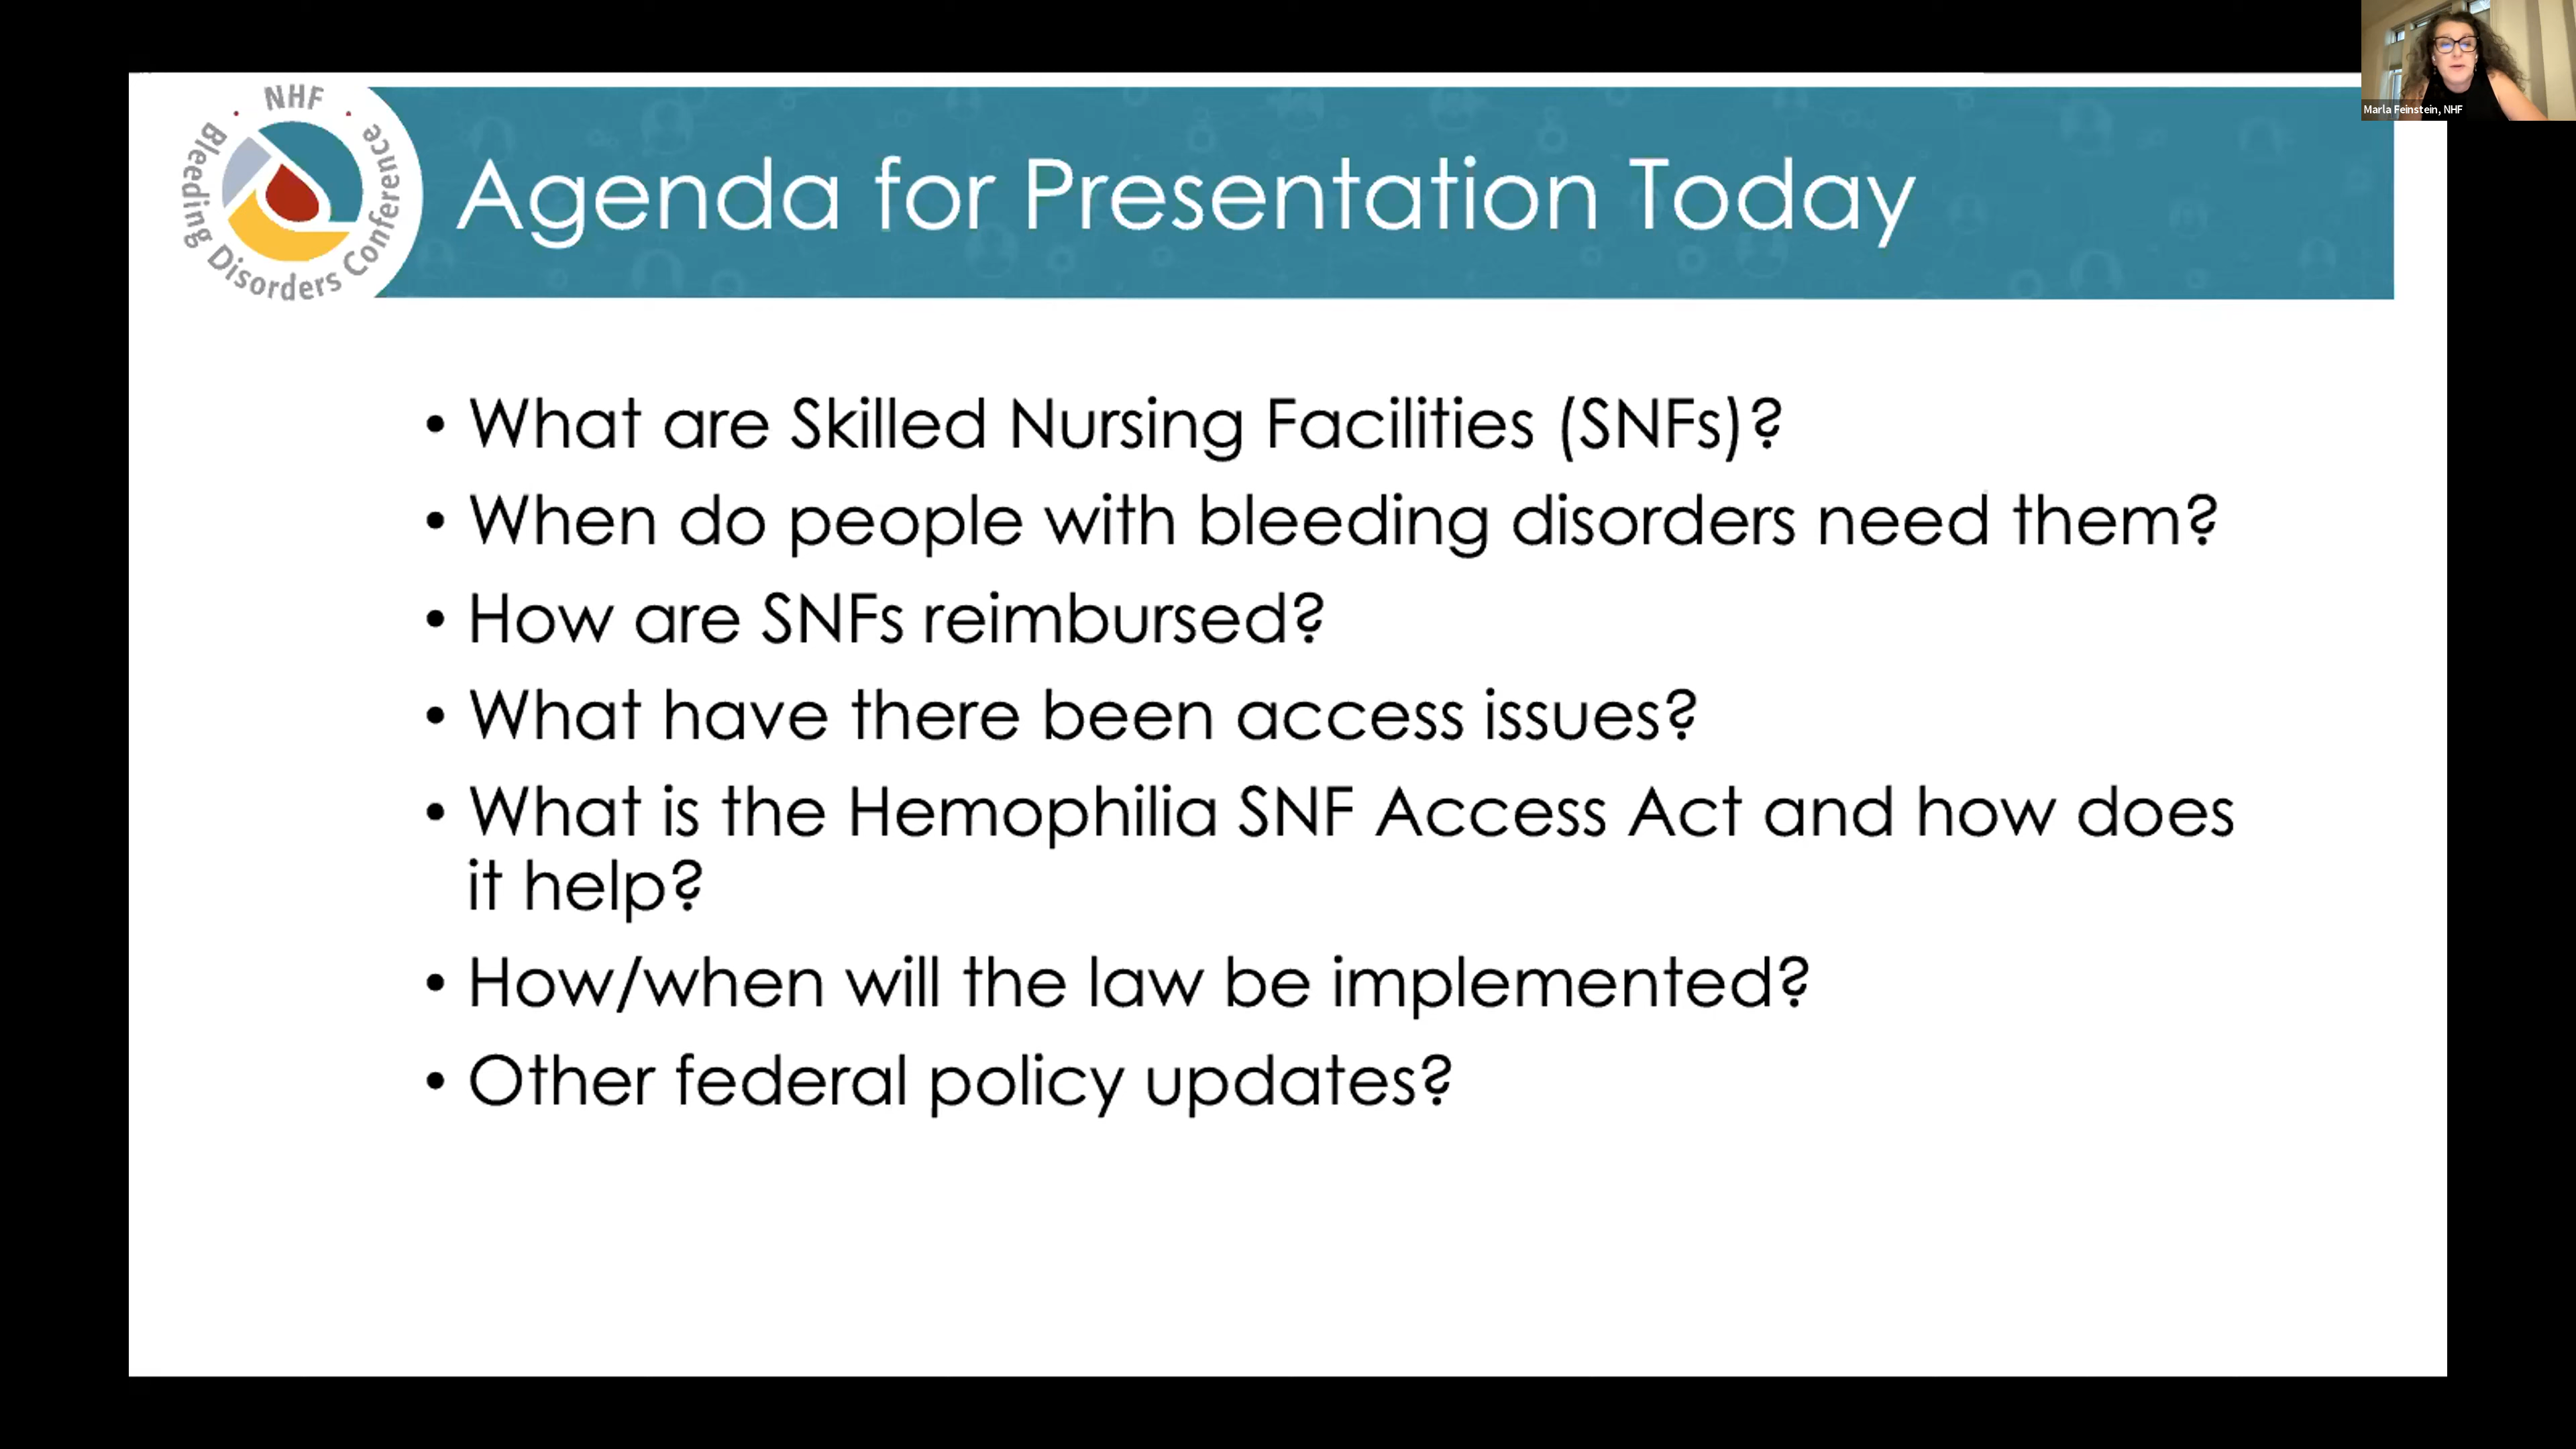 NHF
Bleeding Disorders Conference
Agenda for Presentation Today
Marla Feinstein, NHF
• What are Skilled Nursing Facilities (SNFs)?
• When do people with bleeding disorders need them?
• How are SNFs reimbursed?
• What have there been access issues?
• What is the Hemophilia SNF Access Act and how does
it help?
• How/when will the law be implemented?
• Other federal policy updates?